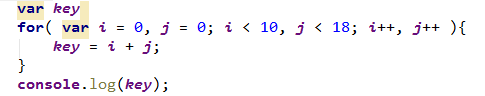 var key
for( var i = 0, j = 0; i < 10, j < 18; i++, j++ ){
key = i + j;
}
console.log(key);